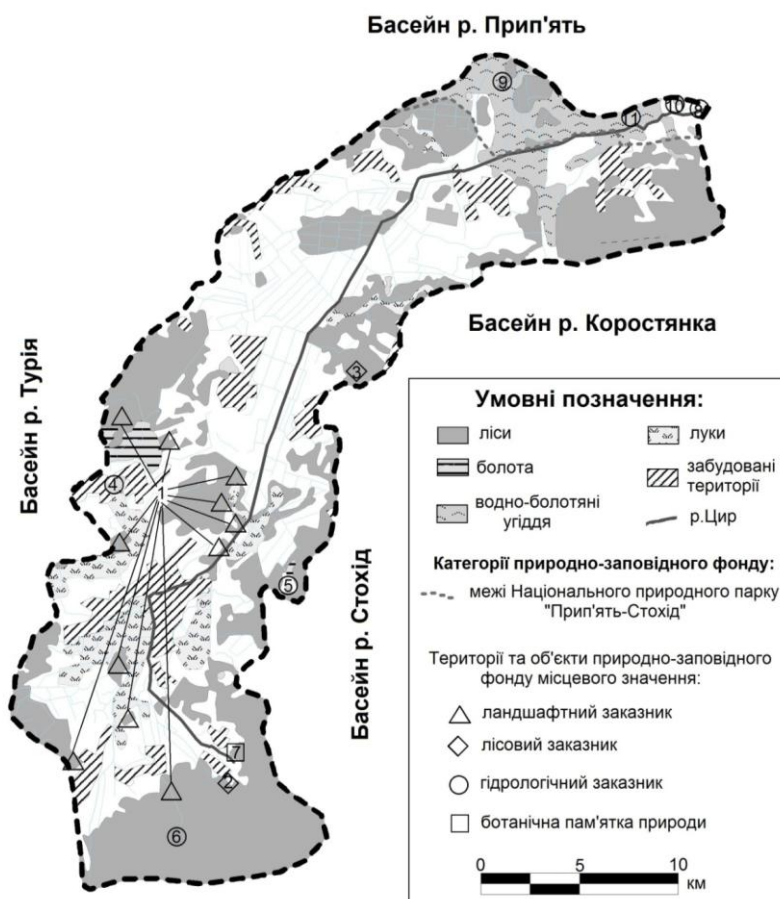 Басейн р. Прип'ять
9
11
10
8
Басейн р. Коростянка
3
Басейн р. Турія
1
4
5
Басейн р. Стохід
7
2
6
Умовні позначення:
ліси
луки
болота
забудовані
території
водно-болотяні
угіддя
р.Цир
Категорії природно-заповідного фонду:
межі Національного природного парку
"Прип'ять-Стохід"
Території та об'єкти природно-заповідного
фонду місцевого значення:
ландшафтний заказник
лісовий заказник
гідрологічний заказник
ботанічна пам'ятка природи
0 5 10
км